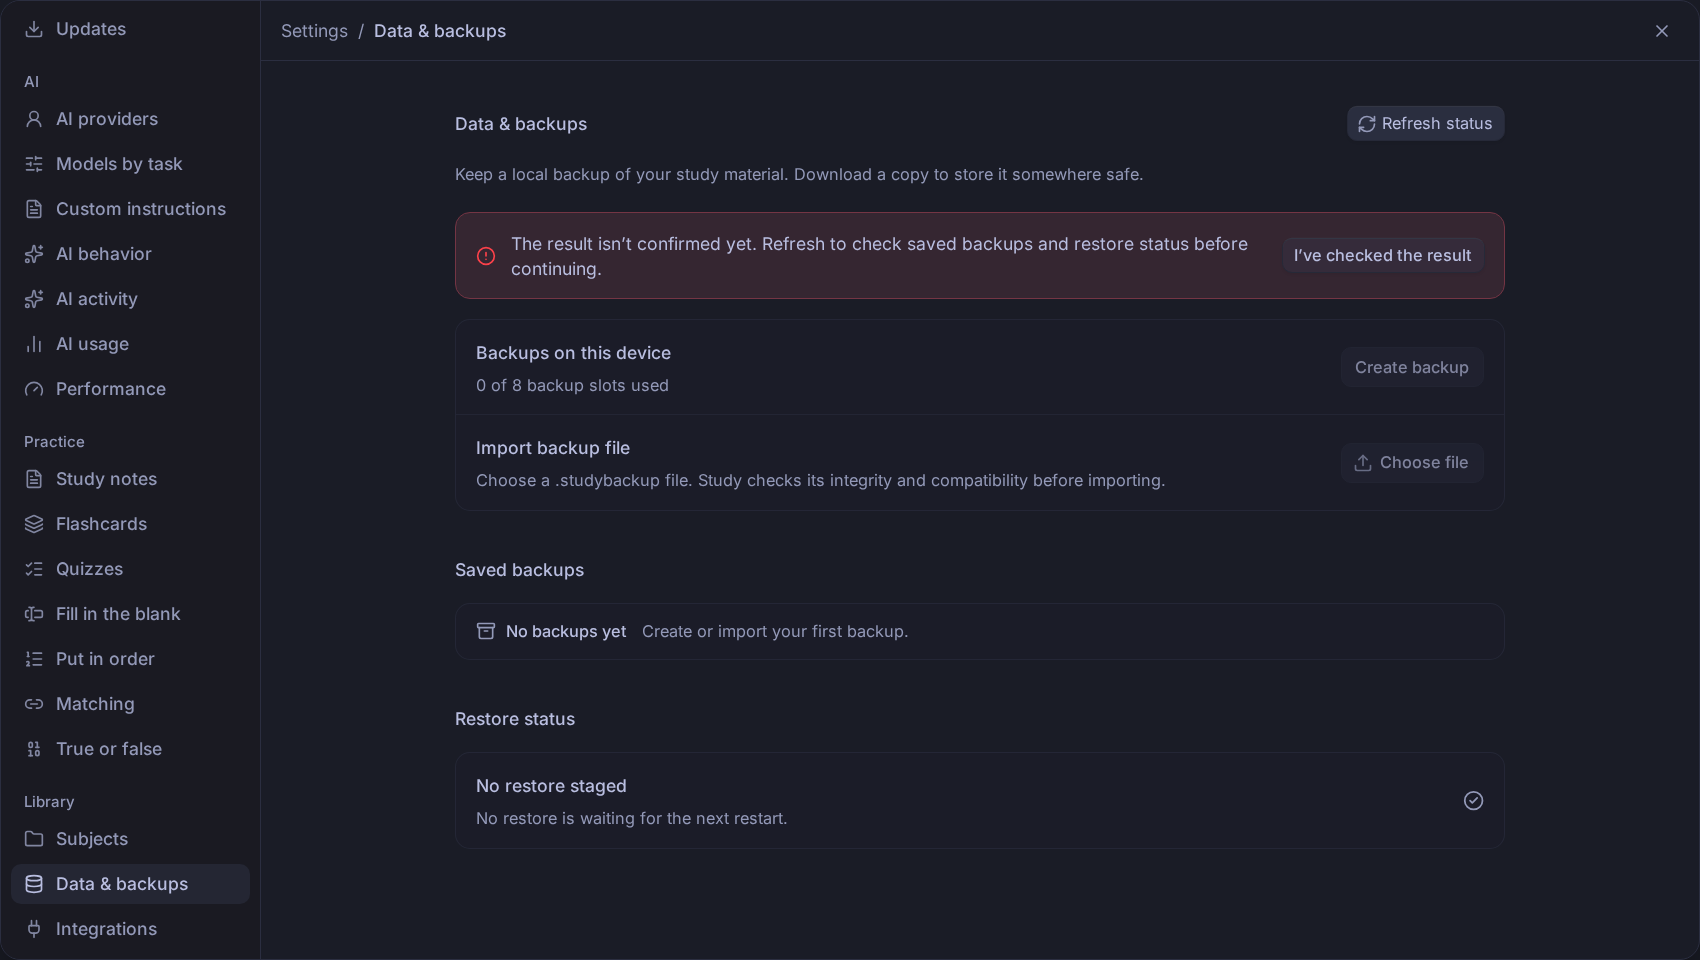 Updates
AI
AI providers
Models by task
Custom instructions
AI behavior
AI activity
AI usage
Performance
Practice
Study notes
Flashcards
Quizzes
Fill in the blank
Put in order
Matching
True or false
Library
Subjects
Data & backups
Integrations
Settings / Data & backups
Data & backups
Refresh status
Keep a local backup of your study material. Download a copy to store it somewhere safe.
The result isn’t confirmed yet. Refresh to check saved backups and restore status before
continuing.
I’ve checked the result
Backups on this device
0 of 8 backup slots used
Create backup
Import backup file
Choose a .studybackup file. Study checks its integrity and compatibility before importing.
Choose file
Saved backups
No backups yet Create or import your first backup.
Restore status
No restore staged
No restore is waiting for the next restart.